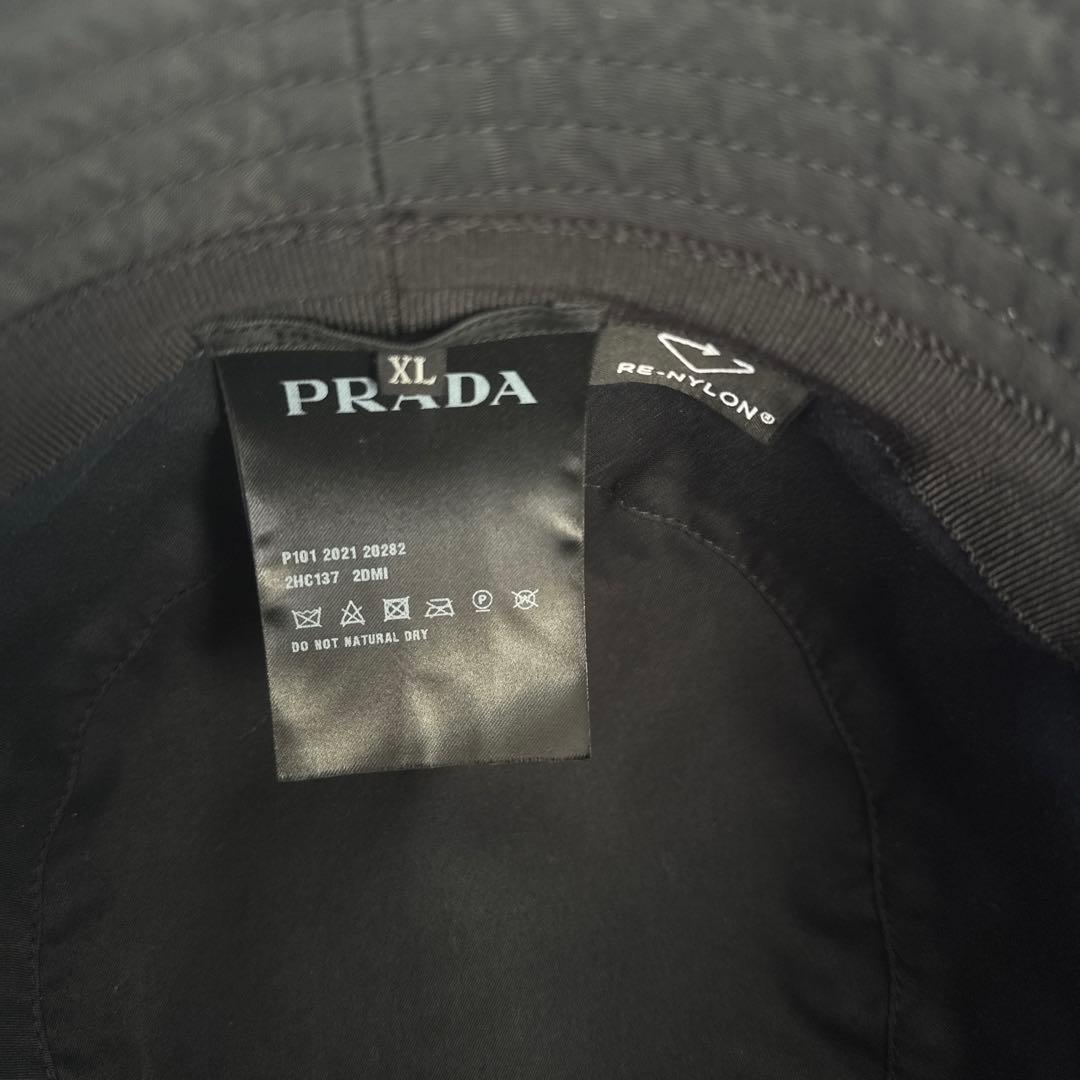 XL
PRADA
RE-NYLON®
P101 2021 20282
2HC137 2DMI
P
W
DO NOT NATURAL DRY